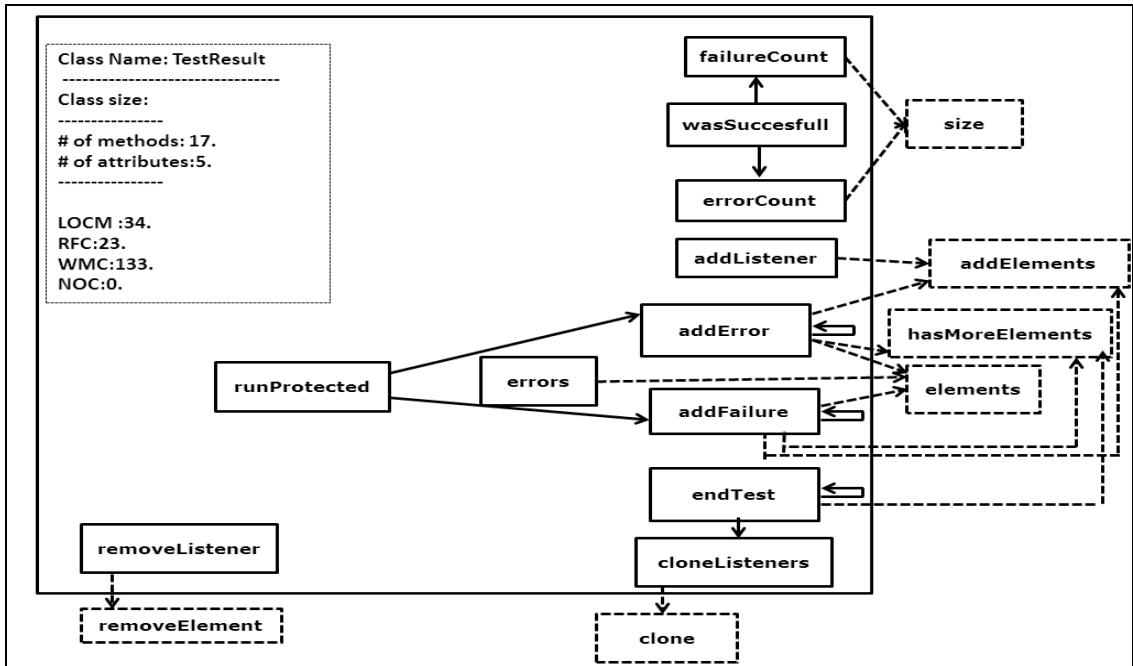 Class Name: TestResult
---------------------------------
Class size:
----------------
# of methods: 17.
# of attributes:5.
----------------
LOCM :34.
RFC:23.
WMC:133.
NOC:0.
failureCount
wasSuccesfull
size
errorCount
addListener
addElements
addError
hasMoreElements
runProtected
errors
elements
addFailure
endTest
removeListener
cloneListeners
removeElement
clone